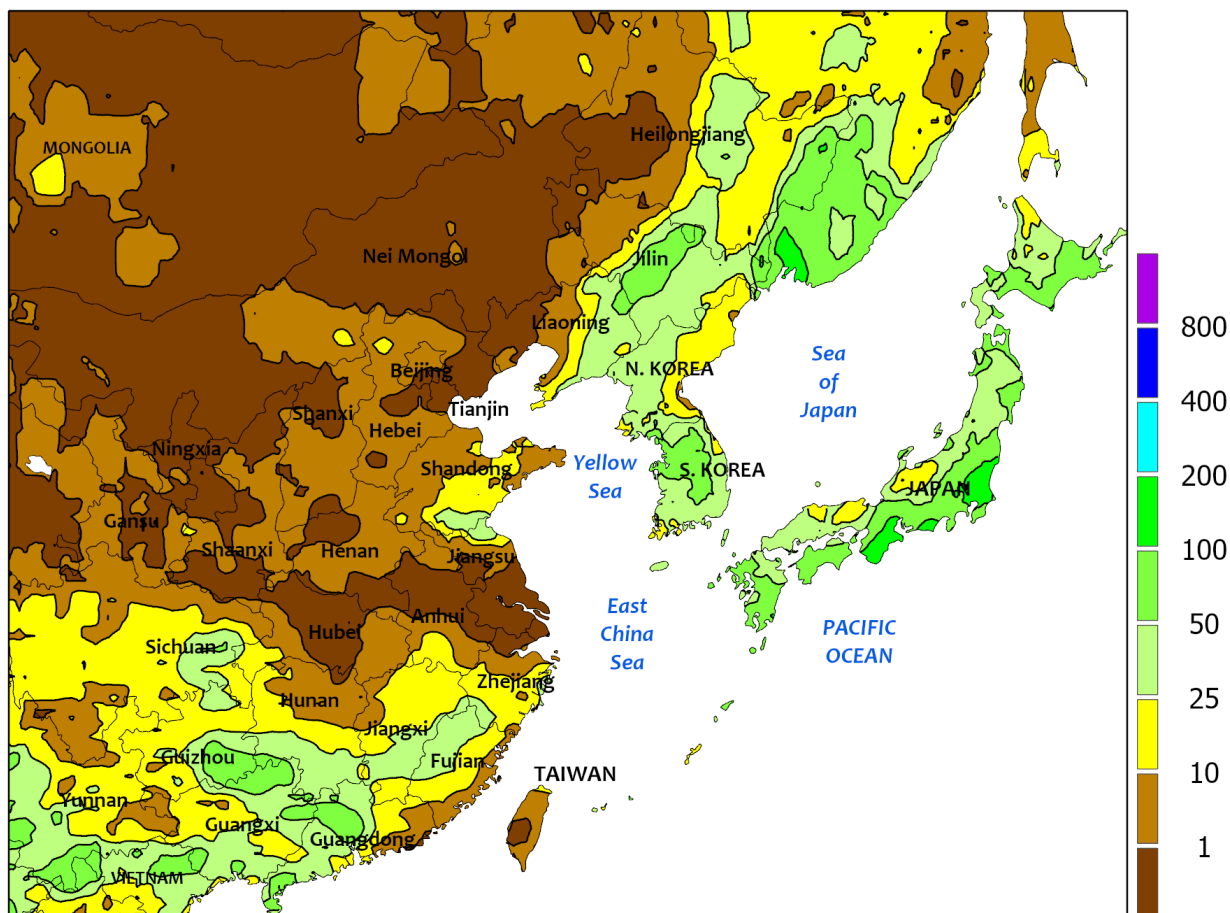 Heilongjiang
MONGOLIA
Nei Mongol
Jilin
Liaoning
Sea
of
Japan
N. KOREA
Beijing
Tianjin
Shanxi
Hebei
Ningxia
Shandong
Yellow
Sea
S. KOREA
JAPAN
Gansu
Shaanxi
Henan
Jiangsu
East
China
Sea
PACIFIC
OCEAN
Anhui
Hubei
Sichuan
Zhejiang
Hunan
Jiangxi
Guizhou
Fujian
TAIWAN
Yunnan
Guangxi
Guangdong
VIETNAM
800
400
200
100
50
25
10
1